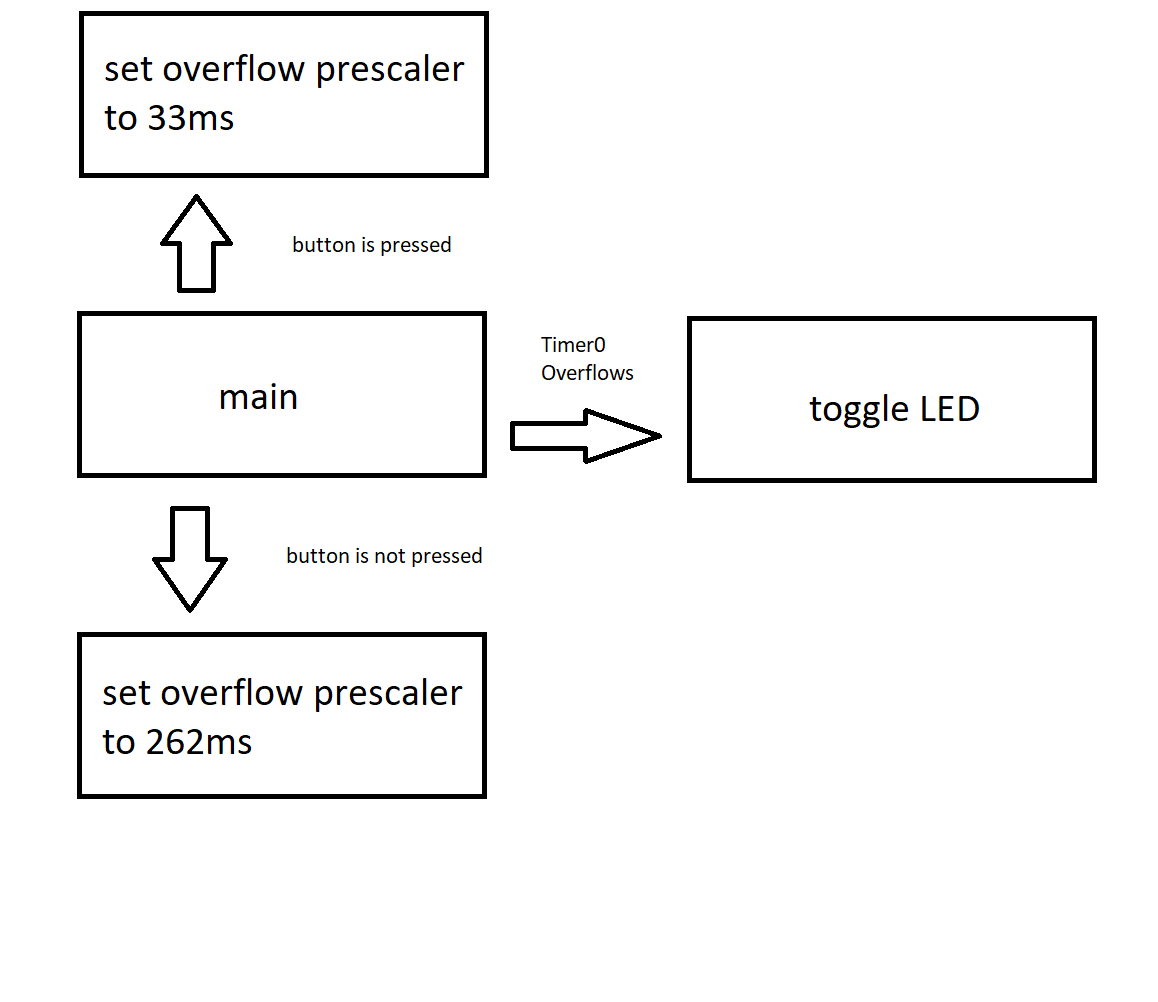 set overflow prescaler
to 33ms
button is pressed
main
Timer0
Overflows
toggle LED
button is not pressed
set overflow prescaler
to 262ms